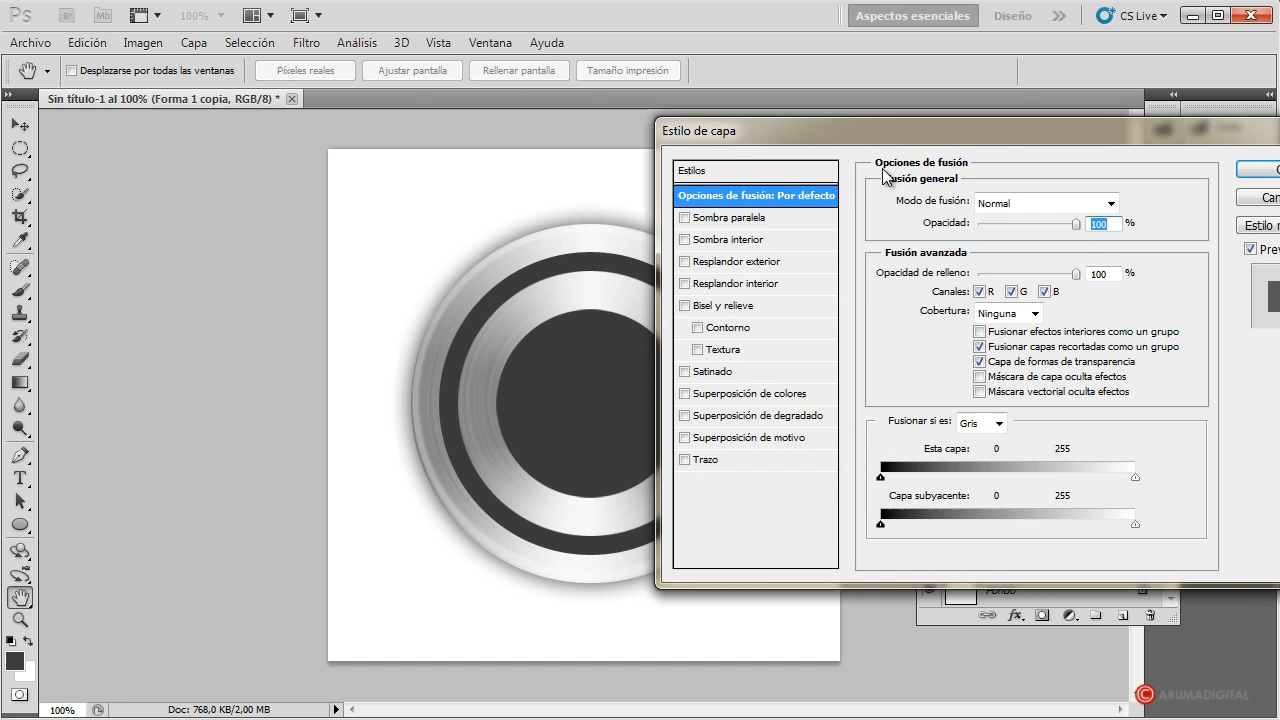 Ps
Br
Mb
100%
Aspectos esenciales
Diseño
CS Live
Archivo
Edición
Imagen
Capa
Selección
Filtro
Análisis
3D
Vista
Ventana
Ayuda
Desplazarse por todas las ventanas
Píxeles reales
Ajustar pantalla
Rellenar pantalla
Tamaño impresión
Sin título-1 al 100% (Forma 1 copia, RGB/8) *
Estilo de capa
Estilos
Opciones de fusión: Por defecto
Sombra paralela
Sombra interior
Resplandor exterior
Resplandor interior
Bisel y relieve
Contorno
Textura
Satinado
Superposición de colores
Superposición de degradado
Superposición de motivo
Trazo
Opciones de fusión
Fusión general
Modo de fusión: Normal
Opacidad: 100 %
Fusión avanzada
Opacidad de relleno: 100 %
Canales: R G B
Cobertura: Ninguna
Fusionar efectos interiores como un grupo
Fusionar capas recortadas como un grupo
Capa de formas de transparencia
Máscara de capa oculta efectos
Máscara vectorial oculta efectos
Fusionar si es: Gris
Esta capa: 0 255
Capa subyacente: 0 255
Can
Estilo
Prev
Fondo
fx
T
100%
Doc: 768,0 KB/2,00 MB
© ARUMADIGITAL